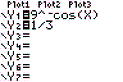 Plot1 Plot2 Plot3
\Y1=9^-cos(X)
\Y2=1/3
\Y3=
\Y4=
\Y5=
\Y6=
\Y7=